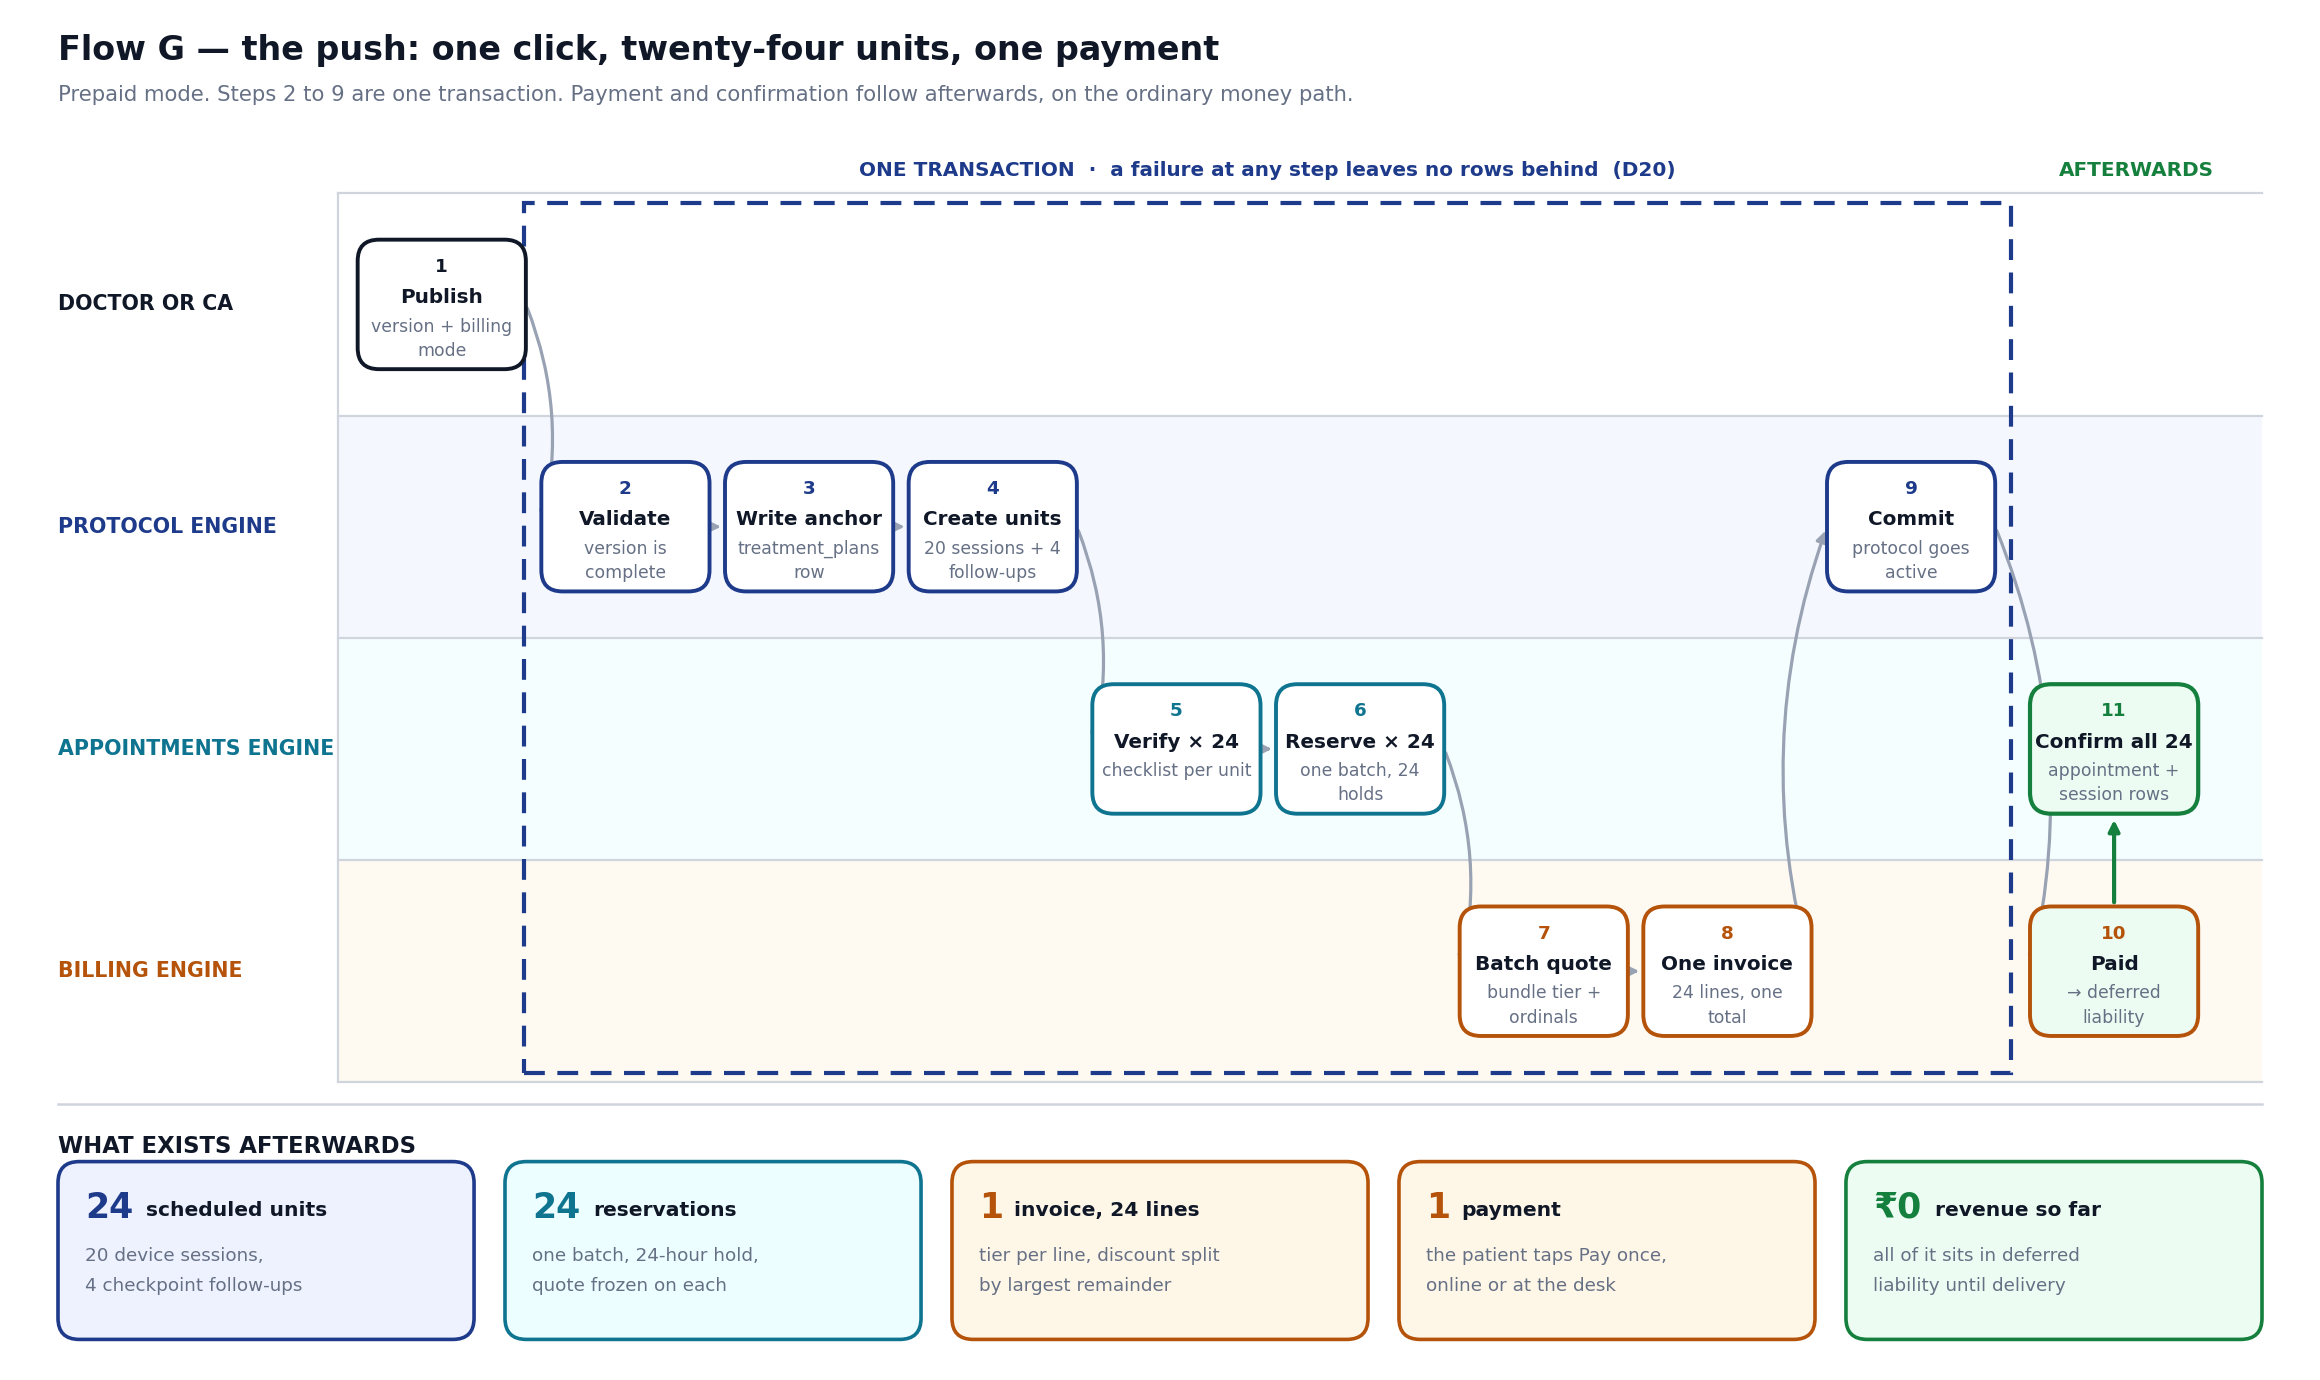 Flow G — the push: one click, twenty-four units, one payment
Prepaid mode. Steps 2 to 9 are one transaction. Payment and confirmation follow afterwards, on the ordinary money path.
ONE TRANSACTION · a failure at any step leaves no rows behind (D20)
AFTERWARDS
DOCTOR OR CA
1
Publish
version + billing
mode
PROTOCOL ENGINE
2
Validate
version is
complete
3
Write anchor
treatment_plans
row
4
Create units
20 sessions + 4
follow-ups
9
Commit
protocol goes
active
APPOINTMENTS ENGINE
5
Verify × 24
checklist per unit
6
Reserve × 24
one batch, 24
holds
11
Confirm all 24
appointment +
session rows
BILLING ENGINE
7
Batch quote
bundle tier +
ordinals
8
One invoice
24 lines, one
total
10
Paid
→ deferred
liability
WHAT EXISTS AFTERWARDS
24 scheduled units
20 device sessions,
4 checkpoint follow-ups
24 reservations
one batch, 24-hour hold,
quote frozen on each
1 invoice, 24 lines
tier per line, discount split
by largest remainder
1 payment
the patient taps Pay once,
online or at the desk
₹0 revenue so far
all of it sits in deferred
liability until delivery